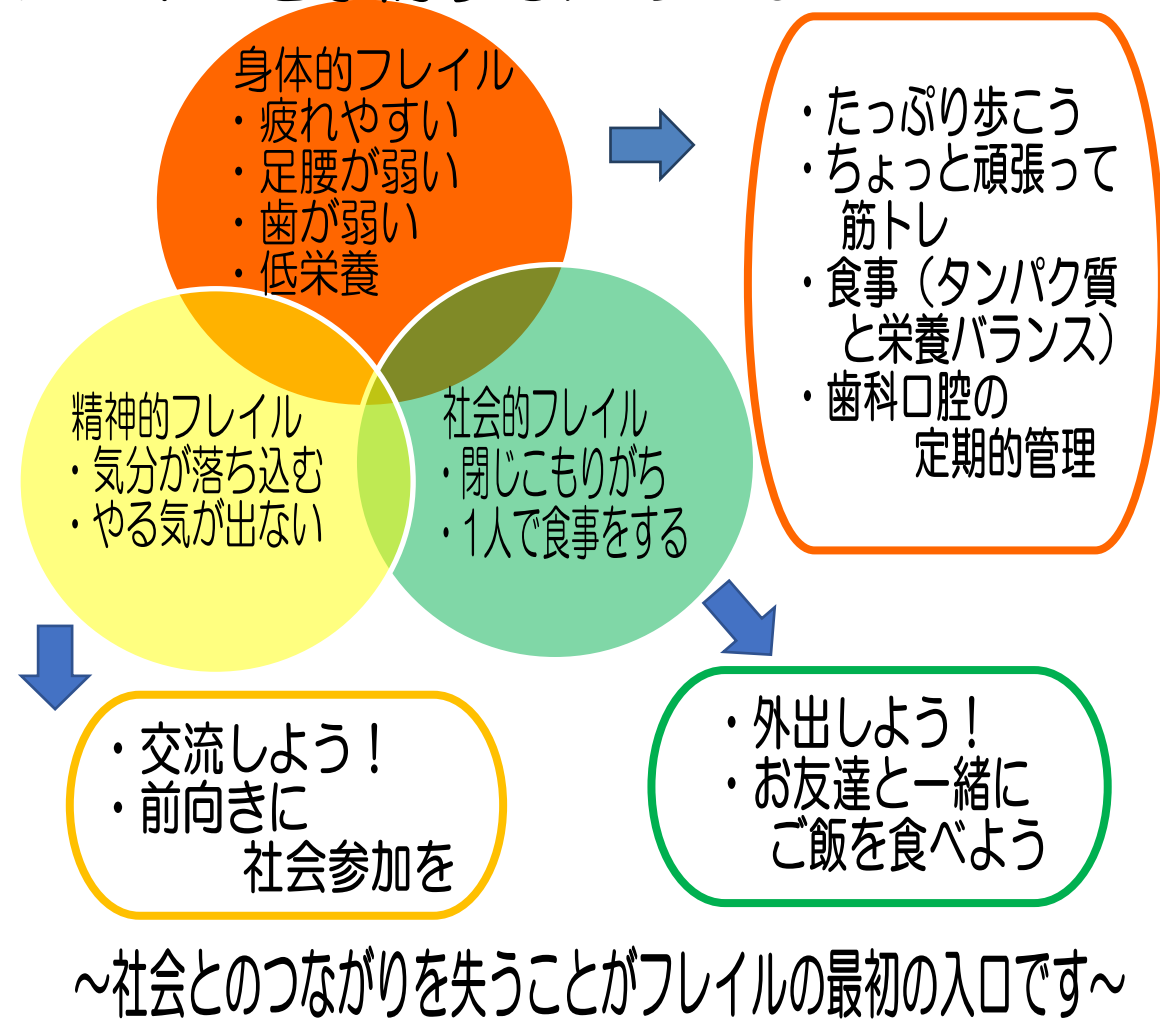 身体的フレイル
・疲れやすい
・足腰が弱い
・歯が弱い
・低栄養
・たっぷり歩こう
・ちょっと頑張って
筋トレ
・食事（タンパク質
と栄養バランス）
・歯科口腔の
定期的管理
精神的フレイル
・気分が落ち込む
・やる気が出ない
社会的フレイル
・閉じこもりがち
・1人で食事をする
・交流しよう！
・前向きに
社会参加を
・外出しよう！
・お友達と一緒に
ご飯を食べよう
～社会とのつながりを失うことがフレイルの最初の入口です～